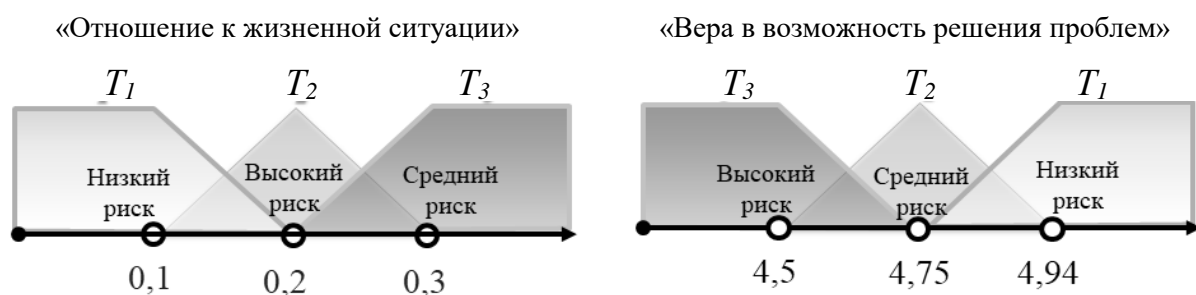 «Отношение к жизненной ситуации»
T1 T2 T3
Низкий риск
Высокий риск
Средний риск
0,1 0,2 0,3
«Вера в возможность решения проблем»
T3 T2 T1
Высокий риск
Средний риск
Низкий риск
4,5 4,75 4,94